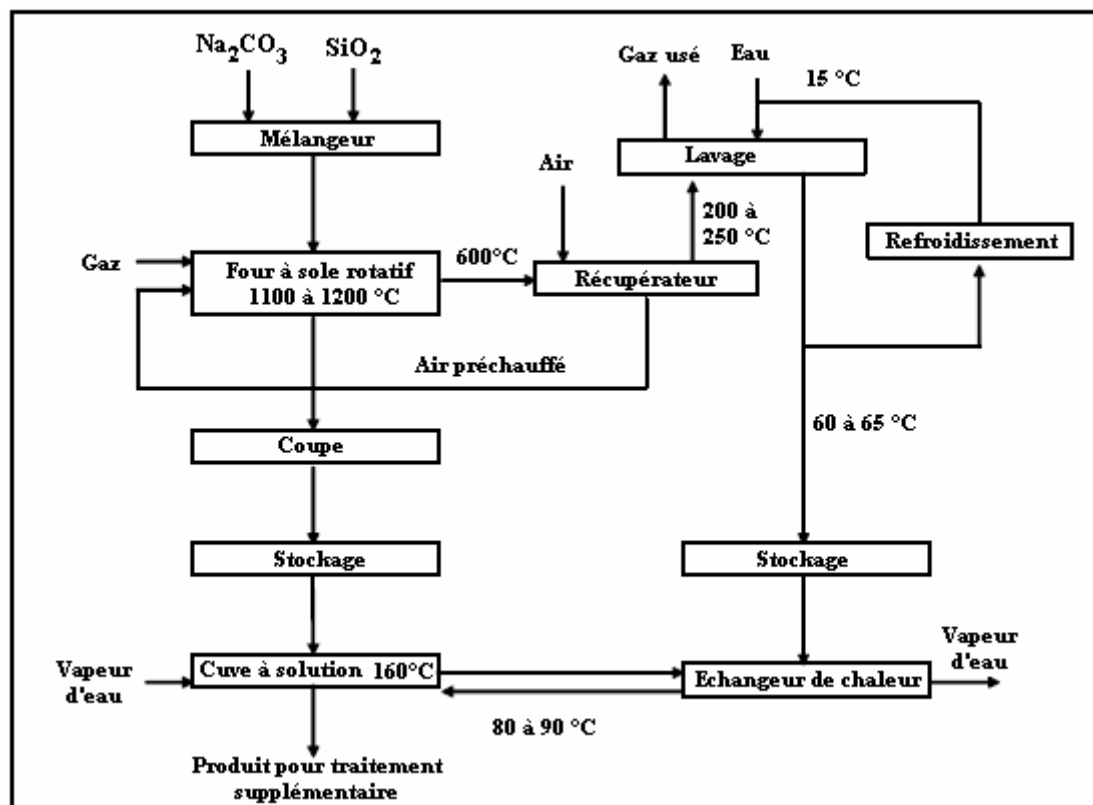 Na2CO3
SiO2
Gaz usé
Eau
15 °C
Mélangeur
Lavage
Air
200 à
250 °C
Refroidissement
Gaz
Four à sole rotatif
1100 à 1200 °C
600°C
Récupérateur
Air préchauffé
60 à 65 °C
Coupe
Stockage
Stockage
Vapeur
d'eau
Cuve à solution 160°C
Echangeur de chaleur
Vapeur
d'eau
80 à 90 °C
Produit pour traitement
supplémentaire